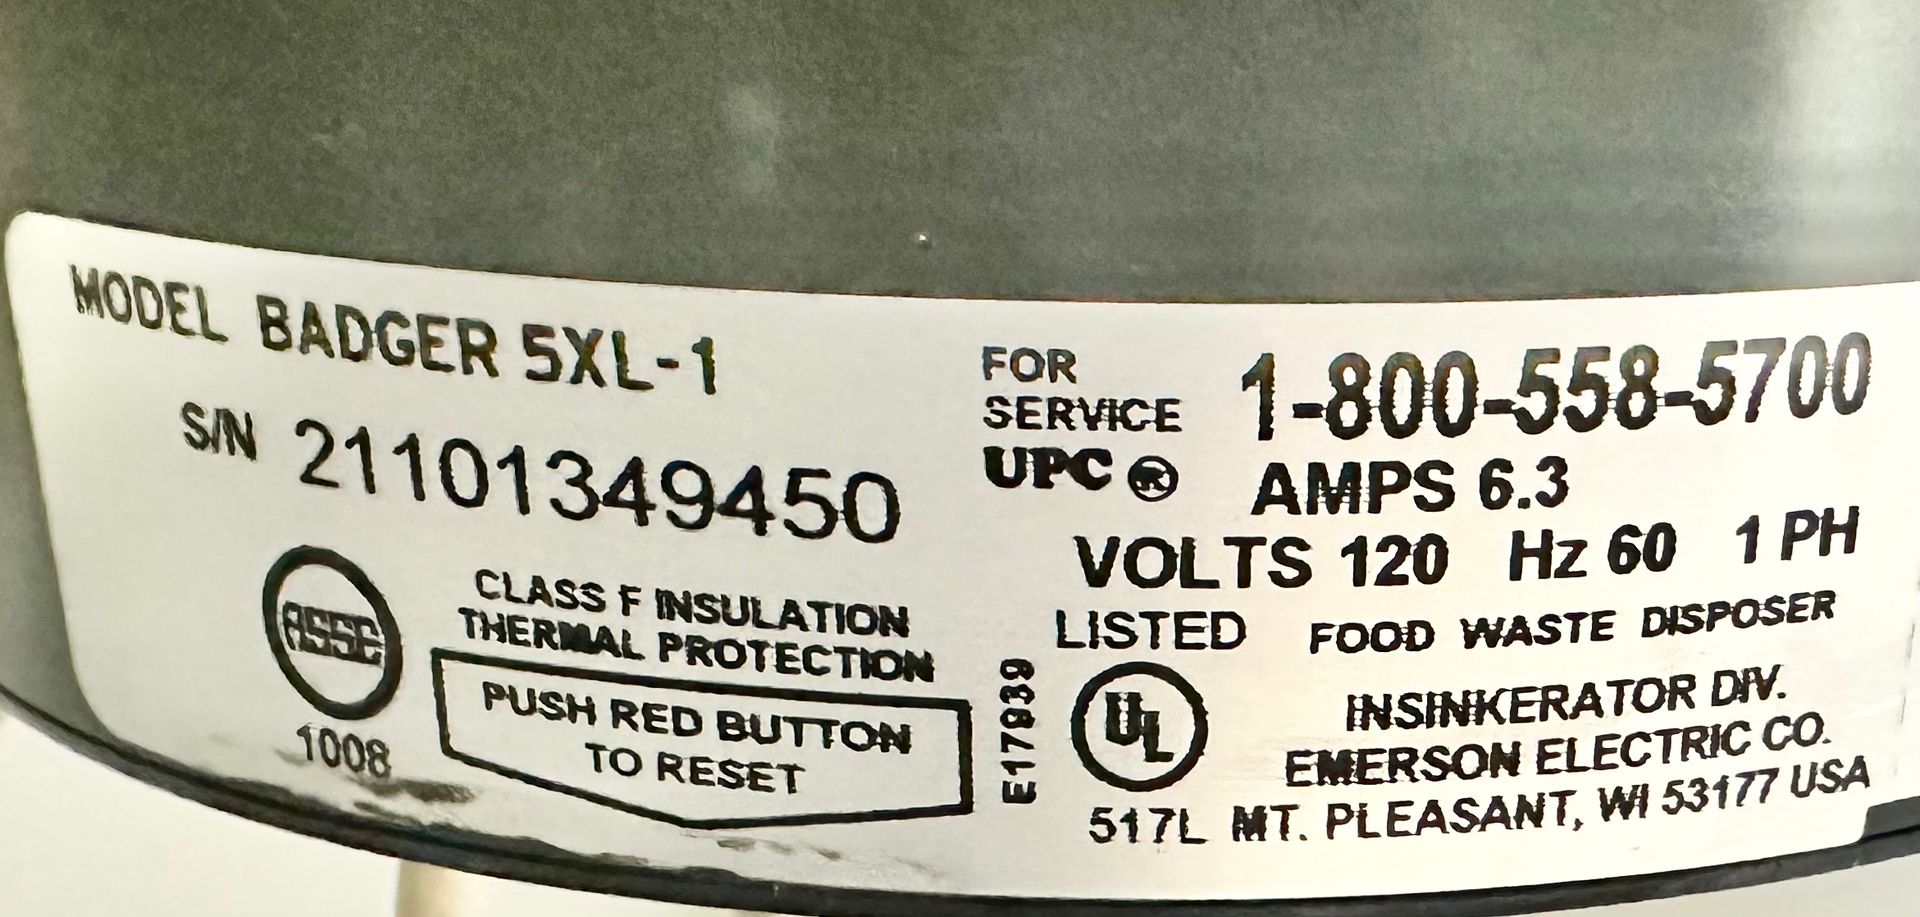 MODEL BADGER 5XL-1
S/N 21101349450
ASSE
1008
CLASS F INSULATION
THERMAL PROTECTION
PUSH RED BUTTON
TO RESET
FOR
SERVICE
1-800-558-5700
UPC ®
AMPS 6.3
VOLTS 120 Hz 60 1 PH
LISTED FOOD WASTE DISPOSER
E17939
UL
INSINKERATOR DIV.
EMERSON ELECTRIC CO.
517L MT. PLEASANT, WI 53177 USA